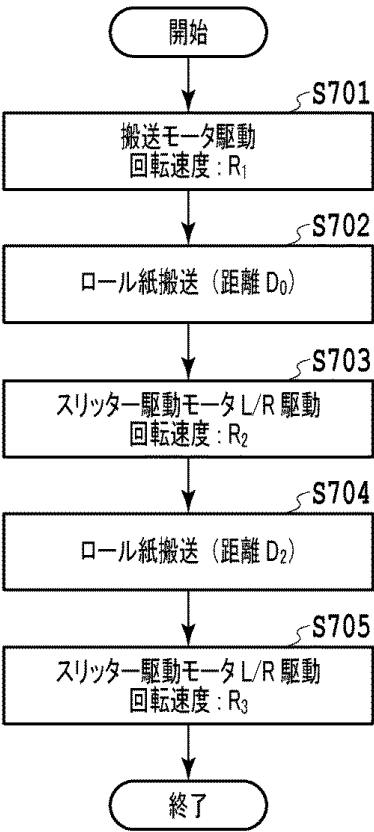 開始
S701
搬送モータ駆動
回転速度：R₁
S702
ロール紙搬送（距離 D₀）
S703
スリッター駆動モータ L/R 駆動
回転速度：R₂
S704
ロール紙搬送（距離 D₂）
S705
スリッター駆動モータ L/R 駆動
回転速度：R₃
終了